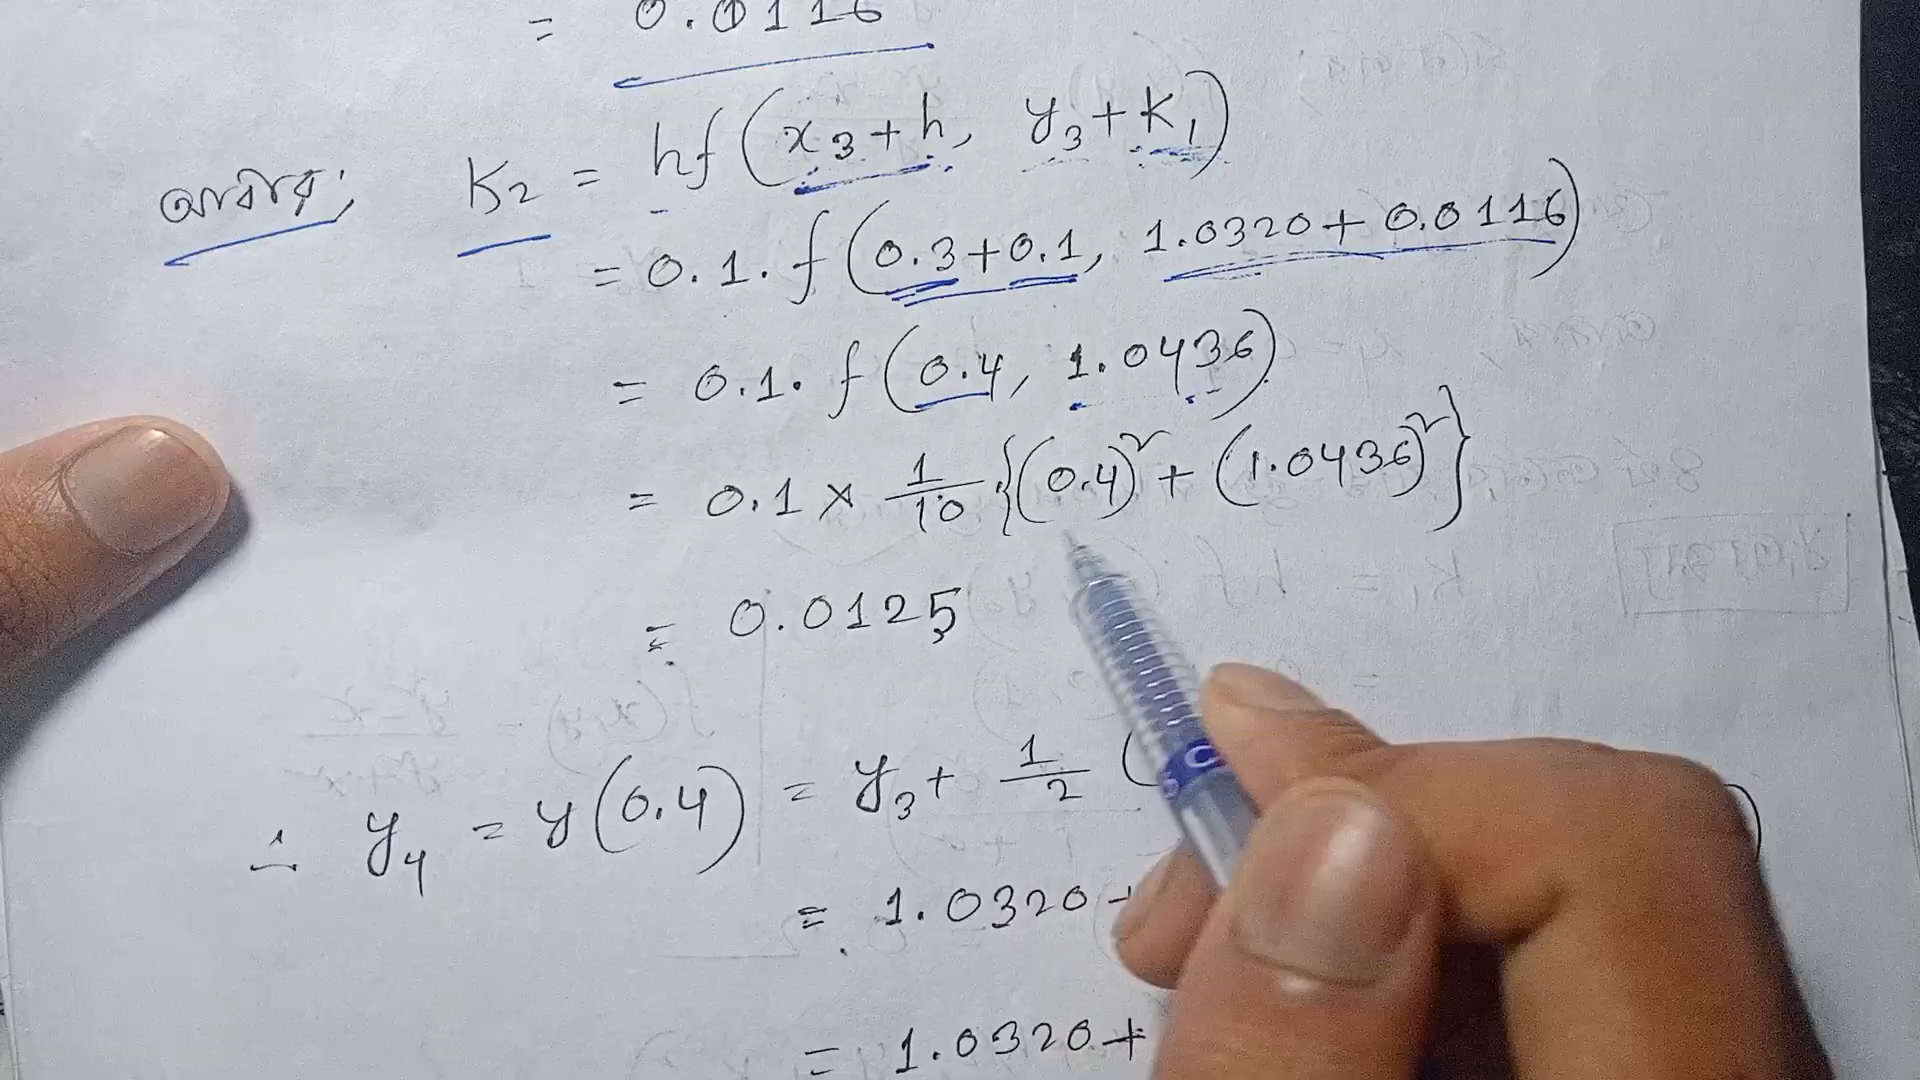 = 0.0116
আবার; K₂ = hf(x₃+h, y₃+K₁)
= 0.1. f(0.3+0.1, 1.0320+0.0116)
= 0.1. f(0.4, 1.0436)
= 0.1 × 1/10 {(0.4)² + (1.0436)²}
= 0.0125
∴ y₄ = y(0.4) = y₃ + 1/2 (
= 1.0320+
= 1.0320+